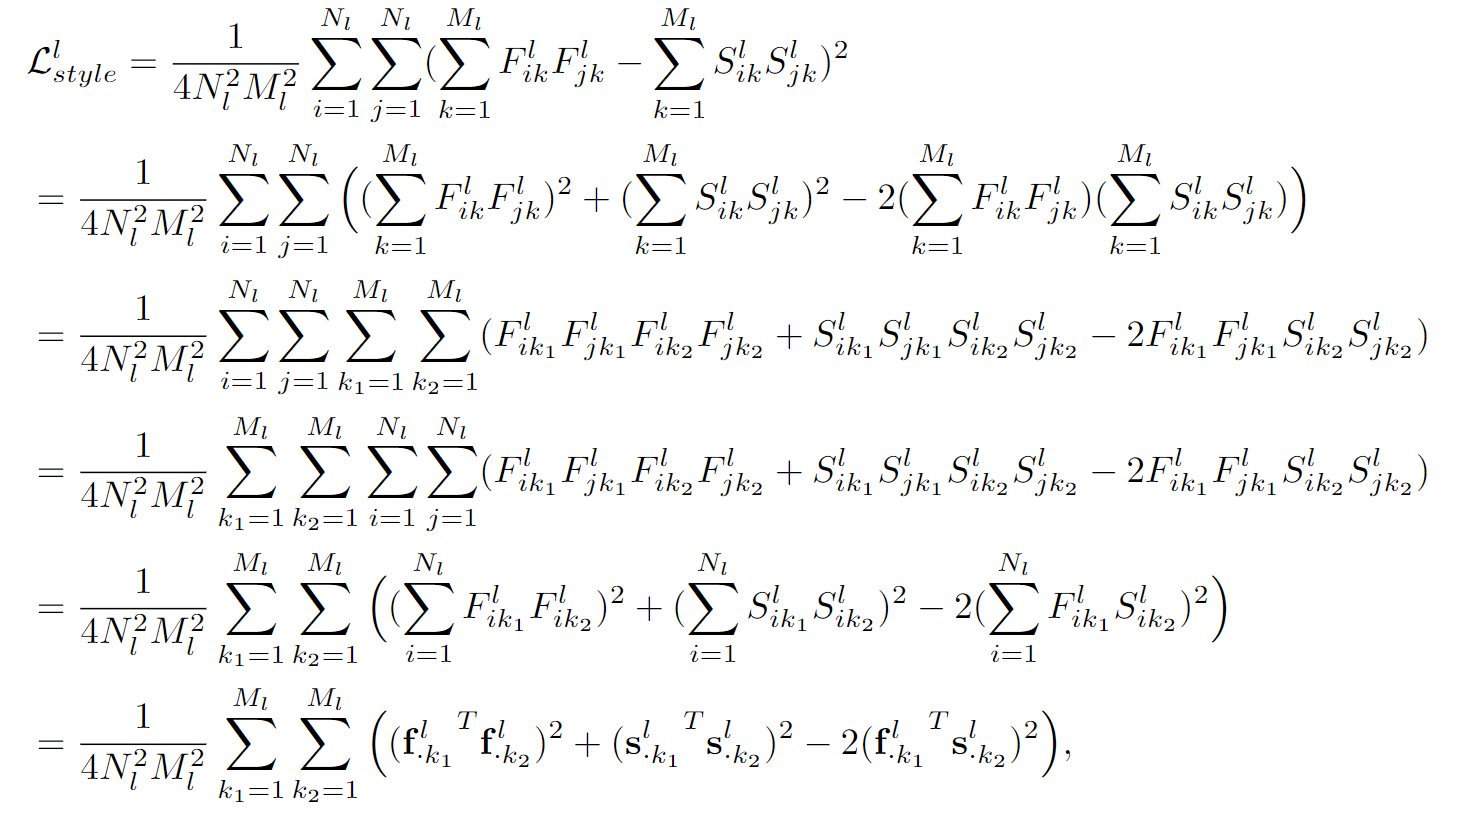 \mathcal{L}^l_{style} = \frac{1}{4N_l^2M_l^2} \sum_{i=1}^{N_l} \sum_{j=1}^{N_l} (\sum_{k=1}^{M_l} F^l_{ik}F^l_{jk} - \sum_{k=1}^{M_l} S^l_{ik}S^l_{jk})^2
= \frac{1}{4N_l^2M_l^2} \sum_{i=1}^{N_l} \sum_{j=1}^{N_l} \Big( (\sum_{k=1}^{M_l} F^l_{ik}F^l_{jk})^2 + (\sum_{k=1}^{M_l} S^l_{ik}S^l_{jk})^2 - 2(\sum_{k=1}^{M_l} F^l_{ik}F^l_{jk})(\sum_{k=1}^{M_l} S^l_{ik}S^l_{jk}) \Big)
= \frac{1}{4N_l^2M_l^2} \sum_{i=1}^{N_l} \sum_{j=1}^{N_l} \sum_{k_1=1}^{M_l} \sum_{k_2=1}^{M_l} (F^l_{ik_1}F^l_{jk_1}F^l_{ik_2}F^l_{jk_2} + S^l_{ik_1}S^l_{jk_1}S^l_{ik_2}S^l_{jk_2} - 2F^l_{ik_1}F^l_{jk_1}S^l_{ik_2}S^l_{jk_2})
= \frac{1}{4N_l^2M_l^2} \sum_{k_1=1}^{M_l} \sum_{k_2=1}^{M_l} \sum_{i=1}^{N_l} \sum_{j=1}^{N_l} (F^l_{ik_1}F^l_{jk_1}F^l_{ik_2}F^l_{jk_2} + S^l_{ik_1}S^l_{jk_1}S^l_{ik_2}S^l_{jk_2} - 2F^l_{ik_1}F^l_{jk_1}S^l_{ik_2}S^l_{jk_2})
= \frac{1}{4N_l^2M_l^2} \sum_{k_1=1}^{M_l} \sum_{k_2=1}^{M_l} \Big( (\sum_{i=1}^{N_l} F^l_{ik_1}F^l_{ik_2})^2 + (\sum_{i=1}^{N_l} S^l_{ik_1}S^l_{ik_2})^2 - 2(\sum_{i=1}^{N_l} F^l_{ik_1}S^l_{ik_2})^2 \Big)
= \frac{1}{4N_l^2M_l^2} \sum_{k_1=1}^{M_l} \sum_{k_2=1}^{M_l} \Big( ({\mathbf{f}^l_{\cdot k_1}}^T \mathbf{f}^l_{\cdot k_2})^2 + ({\mathbf{s}^l_{\cdot k_1}}^T \mathbf{s}^l_{\cdot k_2})^2 - 2({\mathbf{f}^l_{\cdot k_1}}^T \mathbf{s}^l_{\cdot k_2})^2 \Big),